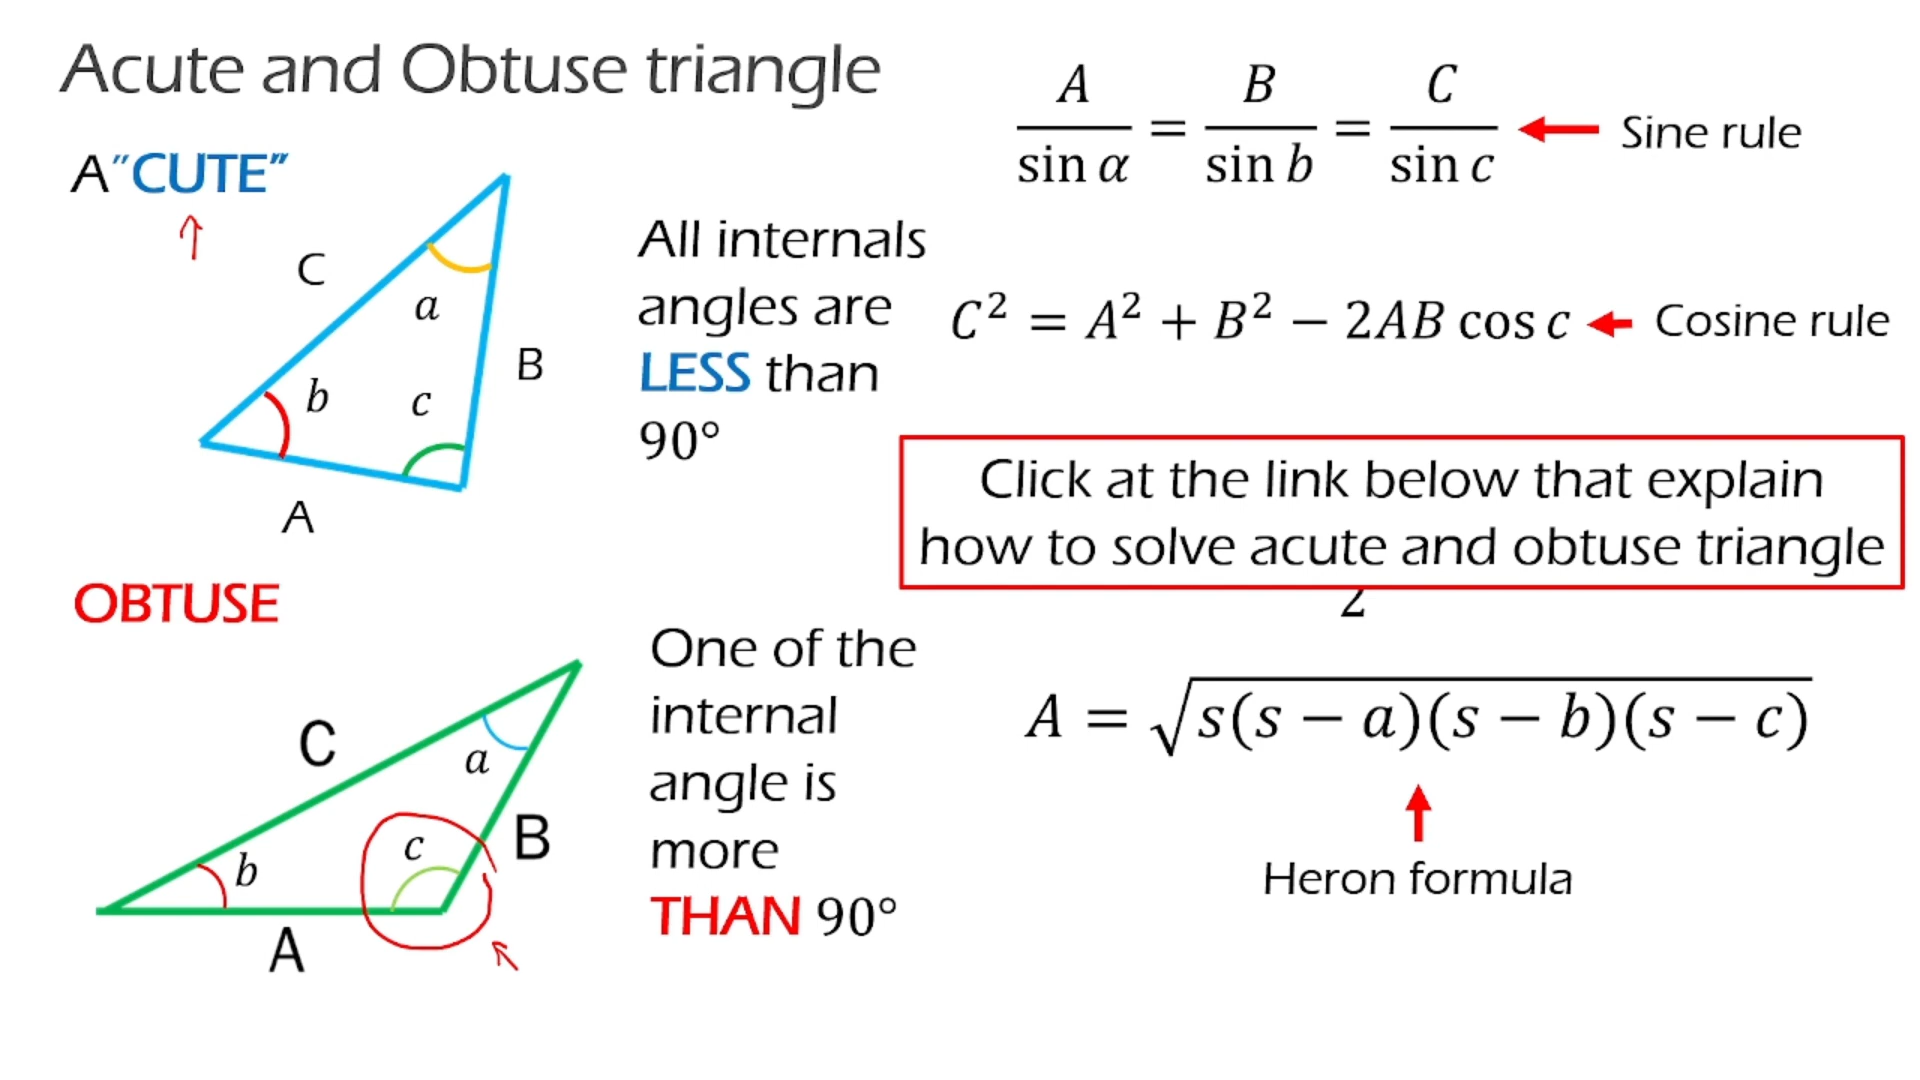 Acute and Obtuse triangle
A"CUTE"
C
a
B
b
c
A
All internals
angles are
LESS than
90°
OBTUSE
C
a
B
b
c
A
One of the
internal
angle is
more
THAN 90°
A/sin α = B/sin b = C/sin c
Sine rule
C² = A² + B² − 2AB cos c
Cosine rule
Click at the link below that explain
how to solve acute and obtuse triangle
2
A = √s(s − a)(s − b)(s − c)
Heron formula